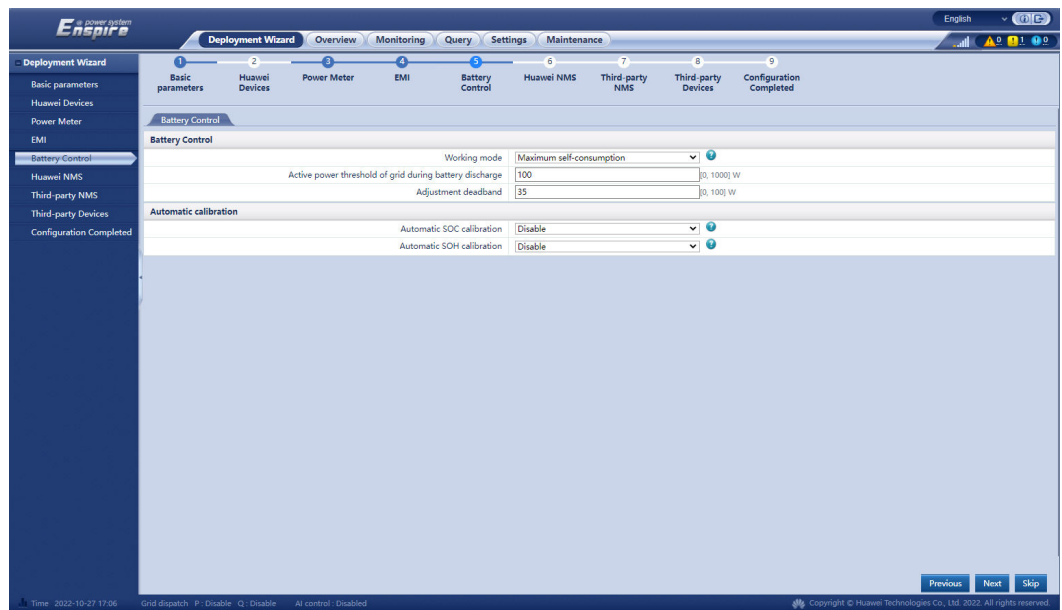 Enspire e power system
English
Deployment Wizard Overview Monitoring Query Settings Maintenance
0 1 0
Deployment Wizard
Basic parameters
Huawei Devices
Power Meter
EMI
Battery Control
Huawei NMS
Third-party NMS
Third-party Devices
Configuration Completed
1 2 3 4 5 6 7 8 9
Basic parameters Huawei Devices Power Meter EMI Battery Control Huawei NMS Third-party NMS Third-party Devices Configuration Completed
Battery Control
Battery Control
Working mode Maximum self-consumption
Active power threshold of grid during battery discharge 100 [0, 1000] W
Adjustment deadband 35 [0, 100] W
Automatic calibration
Automatic SOC calibration Disable
Automatic SOH calibration Disable
Previous Next Skip
Time 2022-10-27 17:06 Grid dispatch P : Disable Q : Disable AI control : Disabled Copyright © Huawei Technologies Co., Ltd. 2022. All rights reserved.